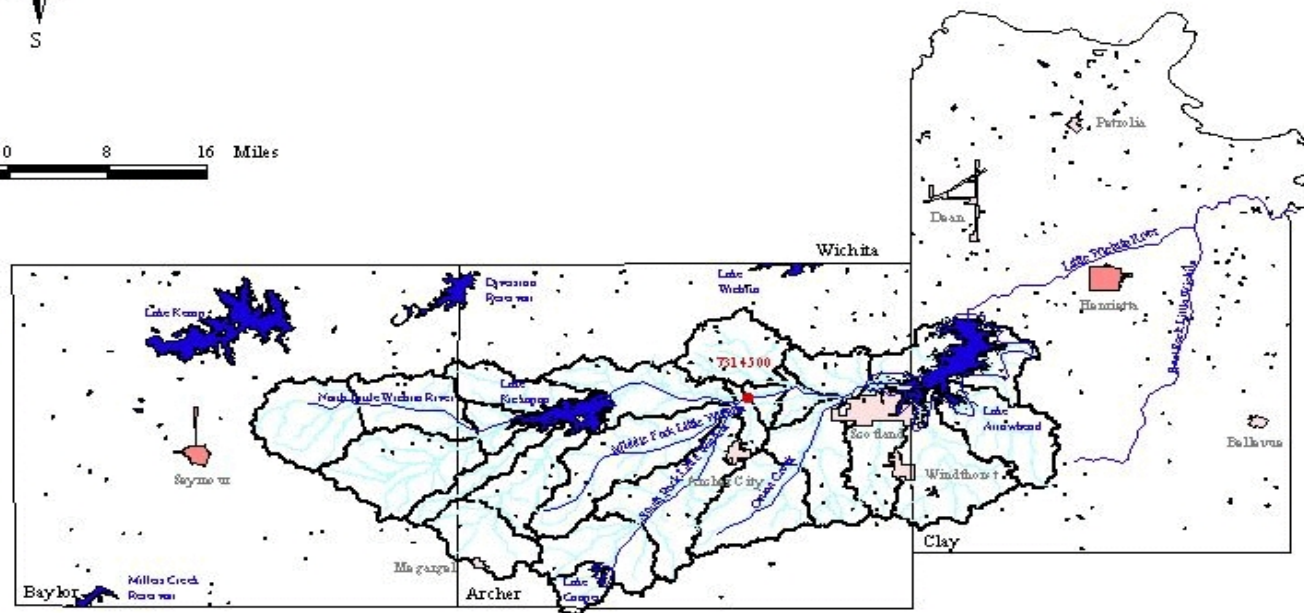 S
0 8 16 Miles
Petrolia
Dean
Wichita
Little Wichita River
Henrietta
Lake Kemp
Diversion
Reservoir
Lake
Wichita
7314500
Lake
Kickapoo
East Fork Little Wichita
North Little Wichita River
Middle Fork Little Wichita
Lake
Arrowhead
Scotland
Bellevue
Seymour
Archer City
Windthorst
Clay
Megargel
Lake
Cooper
Millers Creek
Reservoir
Baylor
Archer